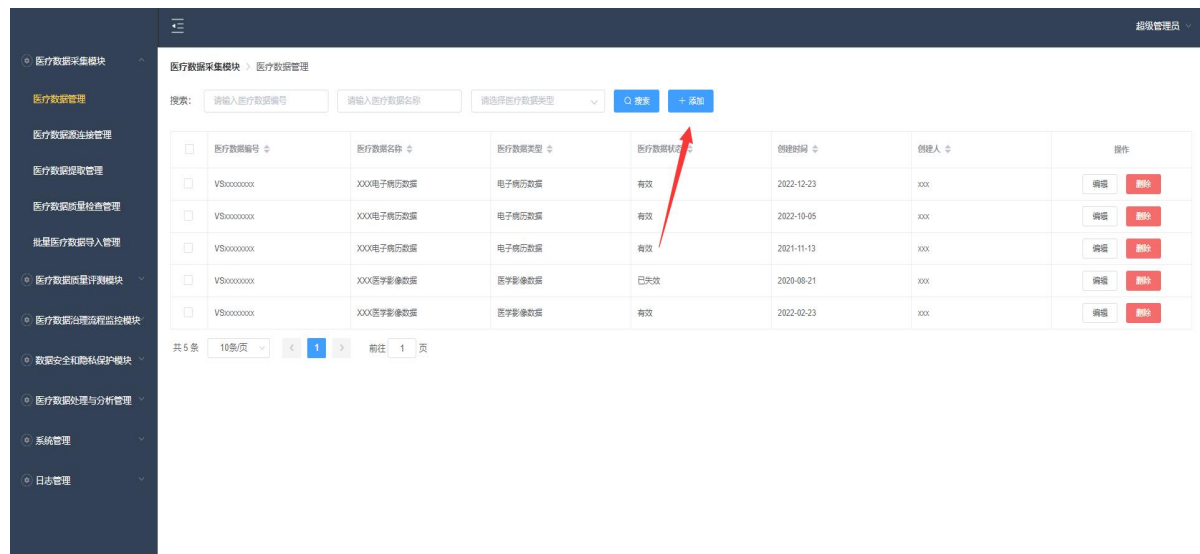 超级管理员
医疗数据采集模块
医疗数据管理
医疗数据源连接管理
医疗数据提取管理
医疗数据质量检查管理
批量医疗数据导入管理
医疗数据质量评测模块
医疗数据治理流程监控模块
数据安全和隐私保护模块
医疗数据处理与分析管理
系统管理
日志管理
医疗数据采集模块 > 医疗数据管理
搜索: 请输入医疗数据编号 请输入医疗数据名称 请选择医疗数据类型 搜索 + 添加
医疗数据编号 医疗数据名称 医疗数据类型 医疗数据状态 创建时间 创建人 操作
VSxxxxxxxx XXX电子病历数据 电子病历数据 有效 2022-12-23 xxx 编辑 删除
VSxxxxxxxx XXX电子病历数据 电子病历数据 有效 2022-10-05 xxx 编辑 删除
VSxxxxxxxx XXX电子病历数据 电子病历数据 有效 2021-11-13 xxx 编辑 删除
VSxxxxxxxx XXX医学影像数据 医学影像数据 已失效 2020-08-21 xxx 编辑 删除
VSxxxxxxxx XXX医学影像数据 医学影像数据 有效 2022-02-23 xxx 编辑 删除
共 5 条 10条/页 < 1 > 前往 1 页